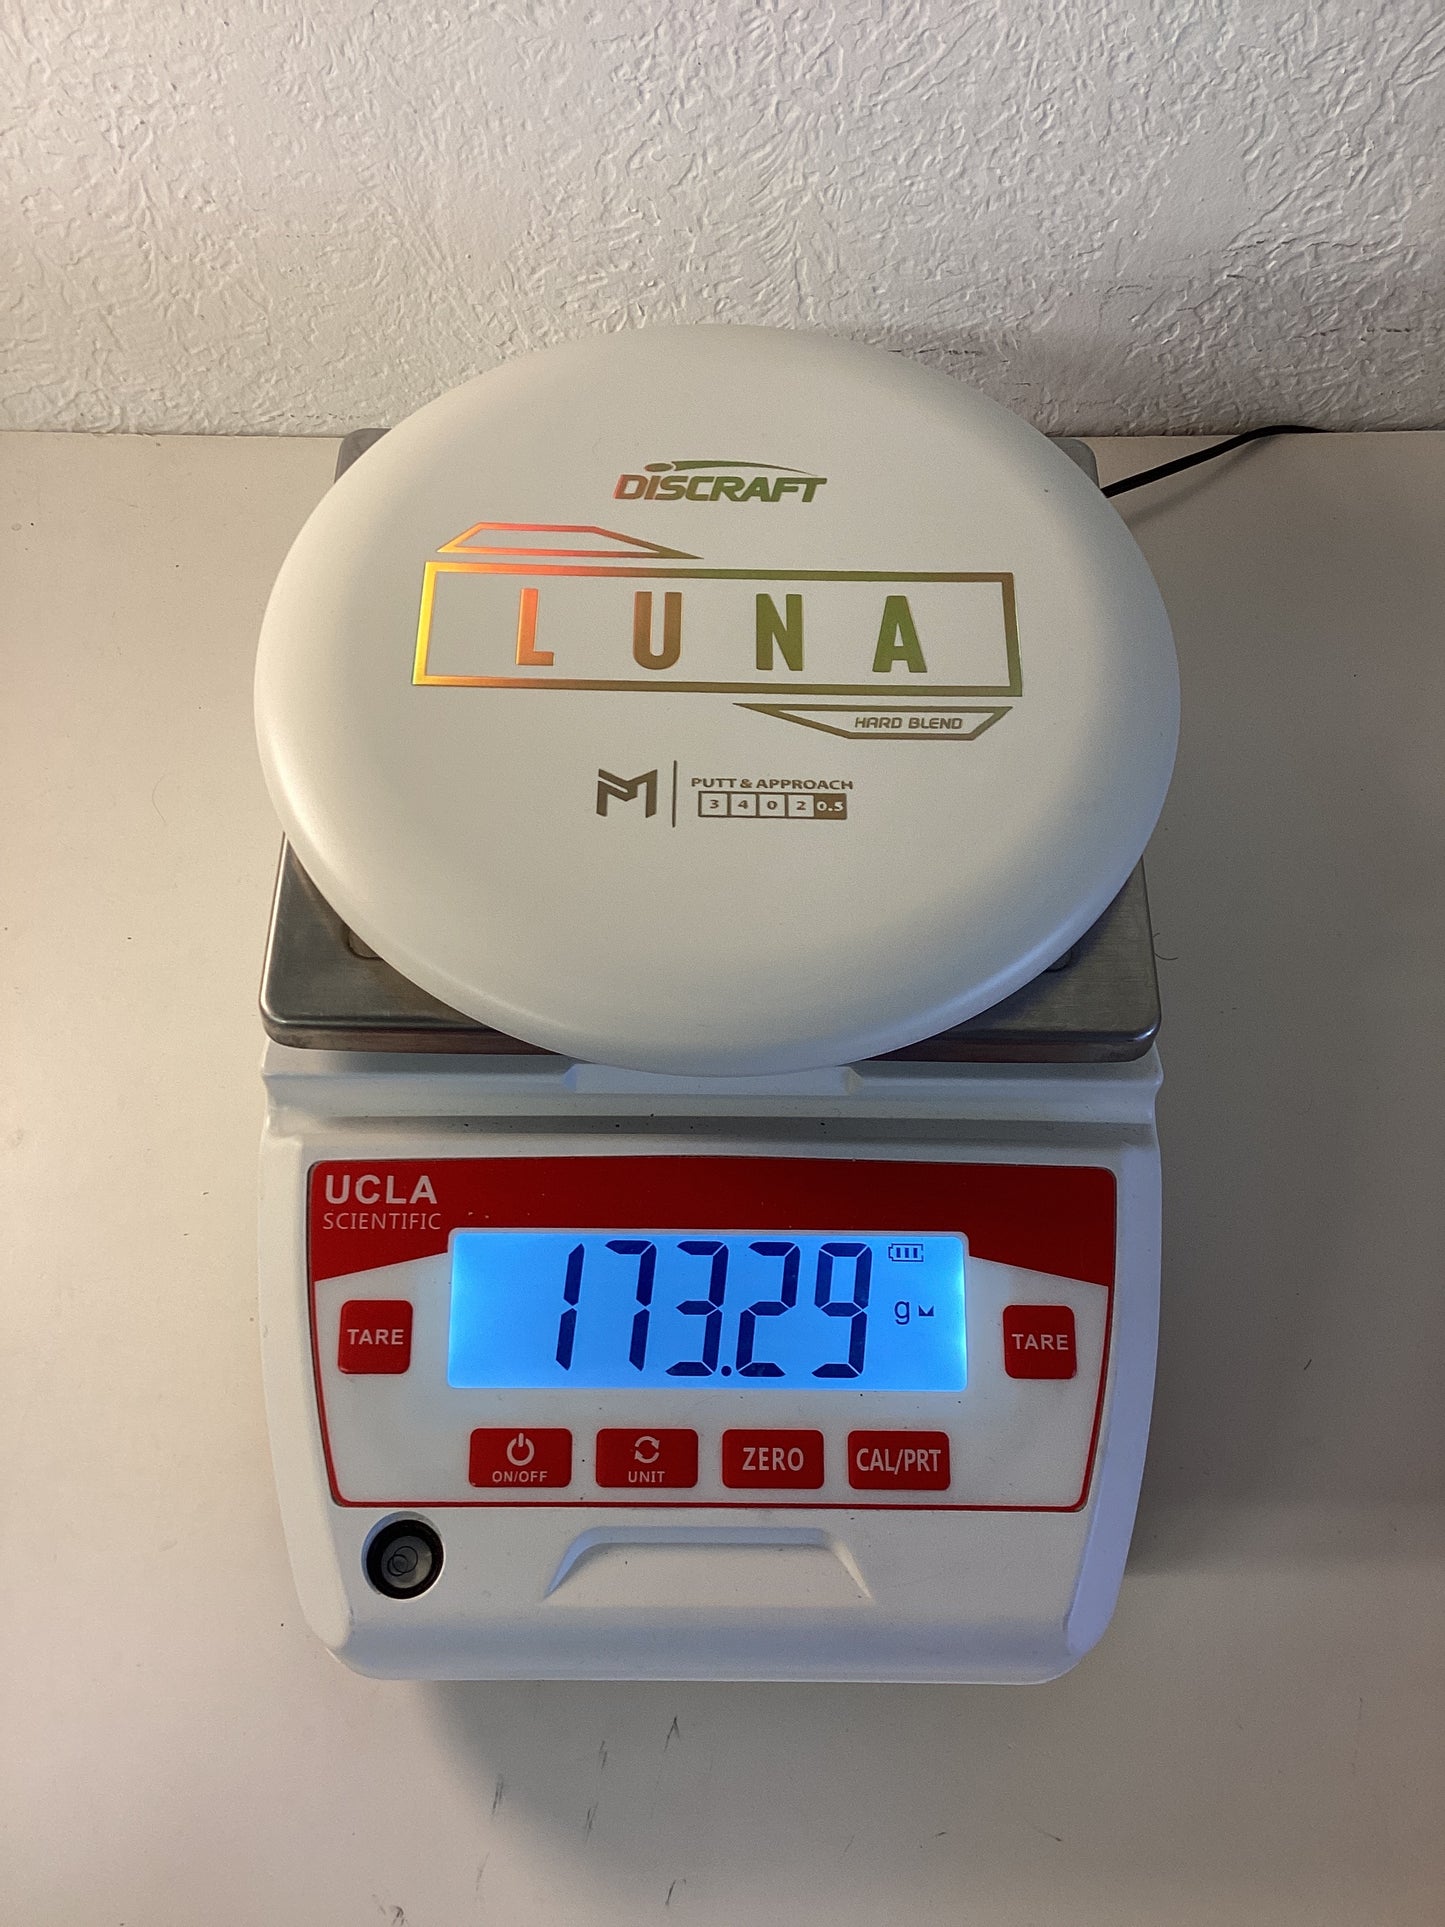 DISCRAFT
LUNA
HARD BLEND
PUTT & APPROACH
3 4 0 2 0.5
UCLA
SCIENTIFIC
173.29 g
TARE
TARE
ON/OFF
UNIT
ZERO
CAL/PRT